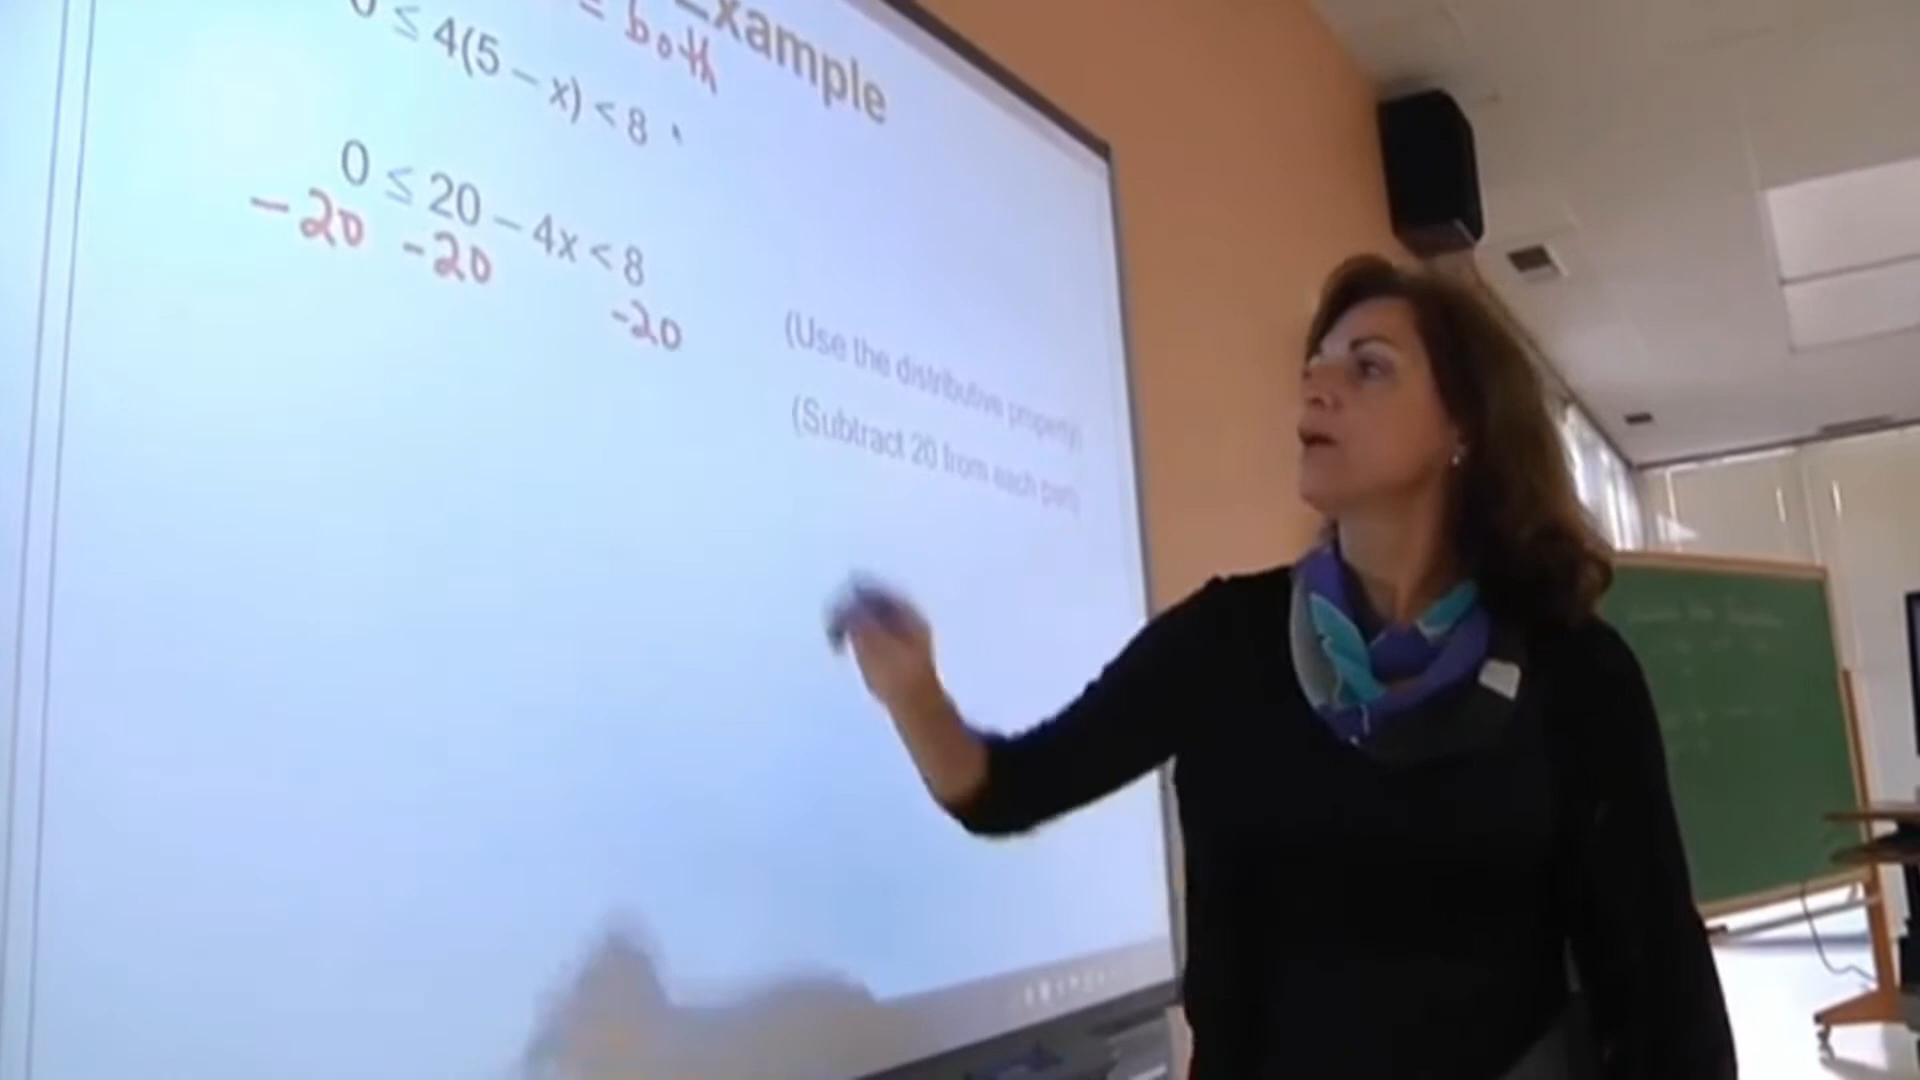 xample
= both
0 ≤ 4(5 – x) < 8
0 ≤ 20 – 4x < 8
-20 -20
-20
(Use the distributive property)
(Subtract 20 from each part)